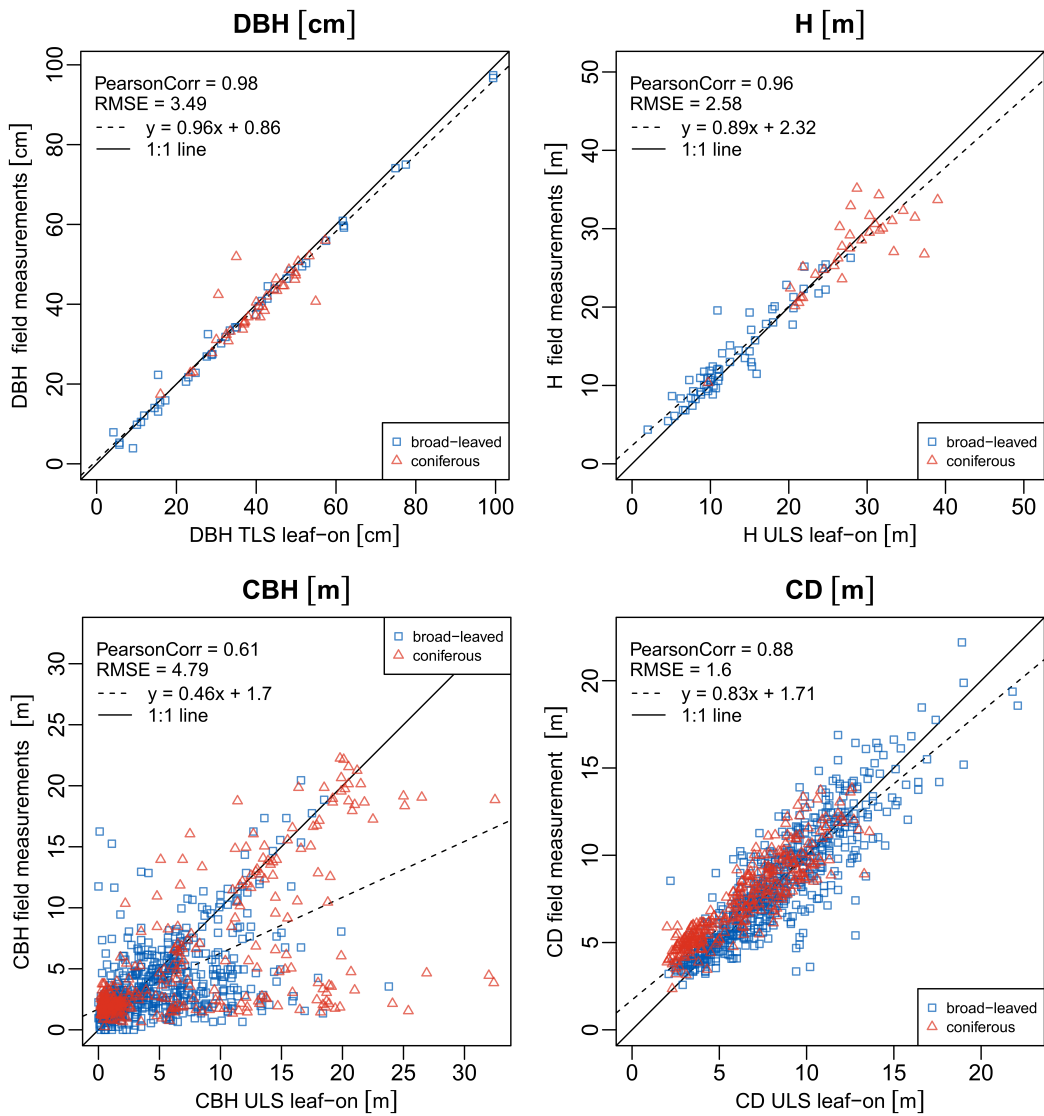 DBH [cm]
PearsonCorr = 0.98
RMSE = 3.49
y = 0.96x + 0.86
1:1 line
DBH field measurements [cm]
0 20 40 60 80 100
broad-leaved
coniferous
0 20 40 60 80 100
DBH TLS leaf-on [cm]
H [m]
PearsonCorr = 0.96
RMSE = 2.58
y = 0.89x + 2.32
1:1 line
H field measurements [m]
0 10 20 30 40 50
broad-leaved
coniferous
0 10 20 30 40 50
H ULS leaf-on [m]
CBH [m]
broad-leaved
coniferous
PearsonCorr = 0.61
RMSE = 4.79
y = 0.46x + 1.7
1:1 line
CBH field measurements [m]
0 5 10 15 20 25 30
0 5 10 15 20 25 30
CBH ULS leaf-on [m]
CD [m]
PearsonCorr = 0.88
RMSE = 1.6
y = 0.83x + 1.71
1:1 line
CD field measurement [m]
0 5 10 15 20
broad-leaved
coniferous
0 5 10 15 20
CD ULS leaf-on [m]